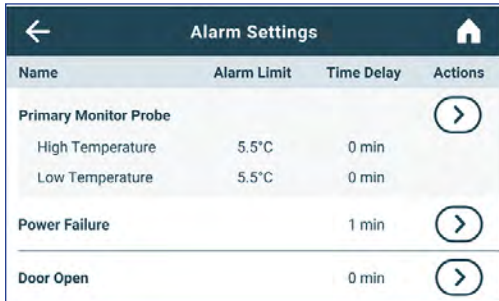 Alarm Settings
Name Alarm Limit Time Delay Actions
Primary Monitor Probe
High Temperature 5.5°C 0 min
Low Temperature 5.5°C 0 min
Power Failure 1 min
Door Open 0 min